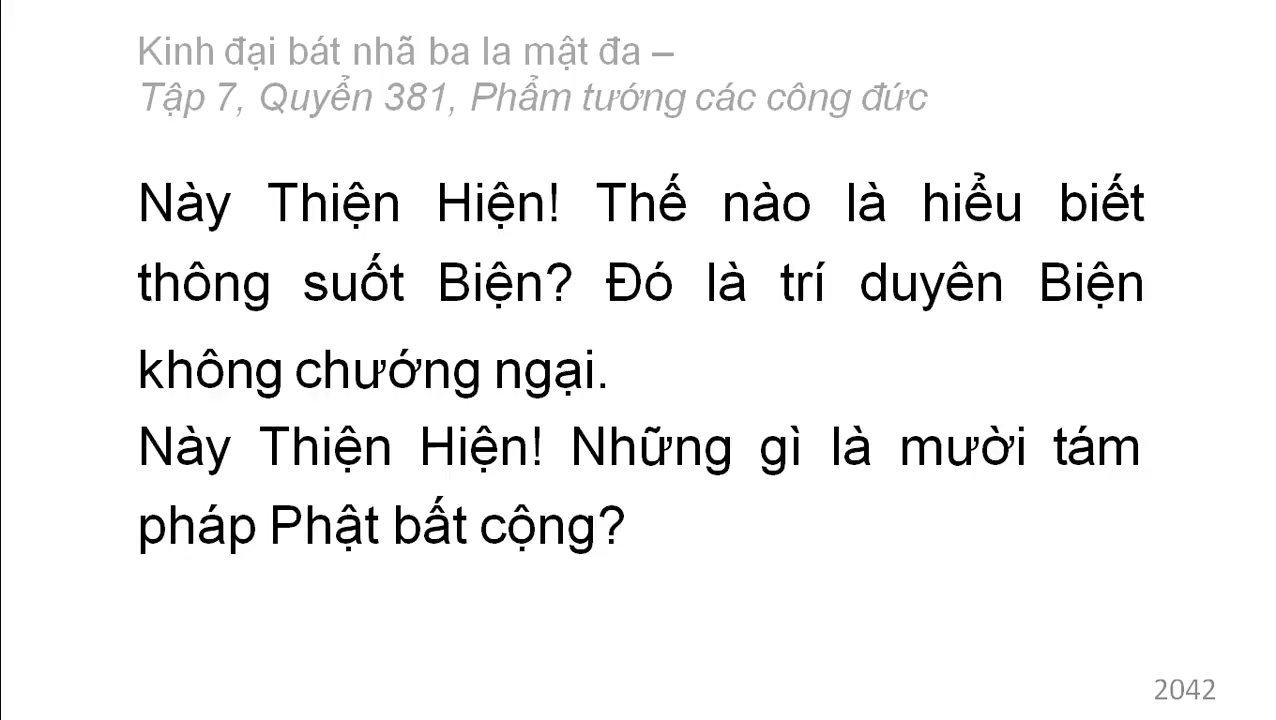 Kinh đại bát nhã ba la mật đa –
Tập 7, Quyển 381, Phẩm tướng các công đức
Này Thiện Hiện! Thế nào là hiểu biết
thông suốt Biện? Đó là trí duyên Biện
không chướng ngại.
Này Thiện Hiện! Những gì là mười tám
pháp Phật bất cộng?
2042